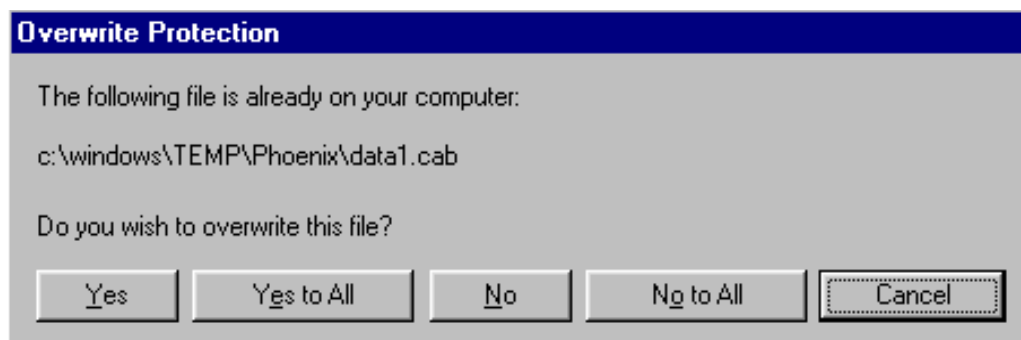 Overwrite Protection
The following file is already on your computer:
c:\windows\TEMP\Phoenix\data1.cab
Do you wish to overwrite this file?
Yes Yes to All No No to All Cancel